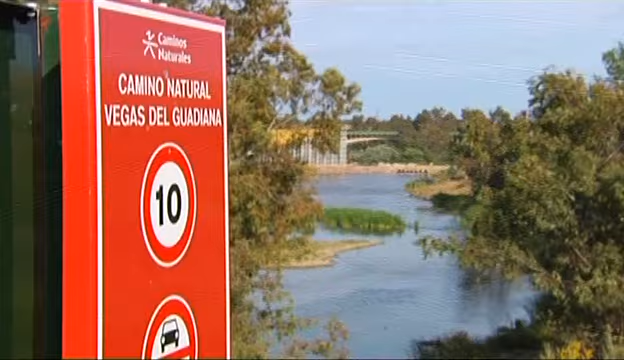 Caminos
Naturales
CAMINO NATURAL
VEGAS DEL GUADIANA
10